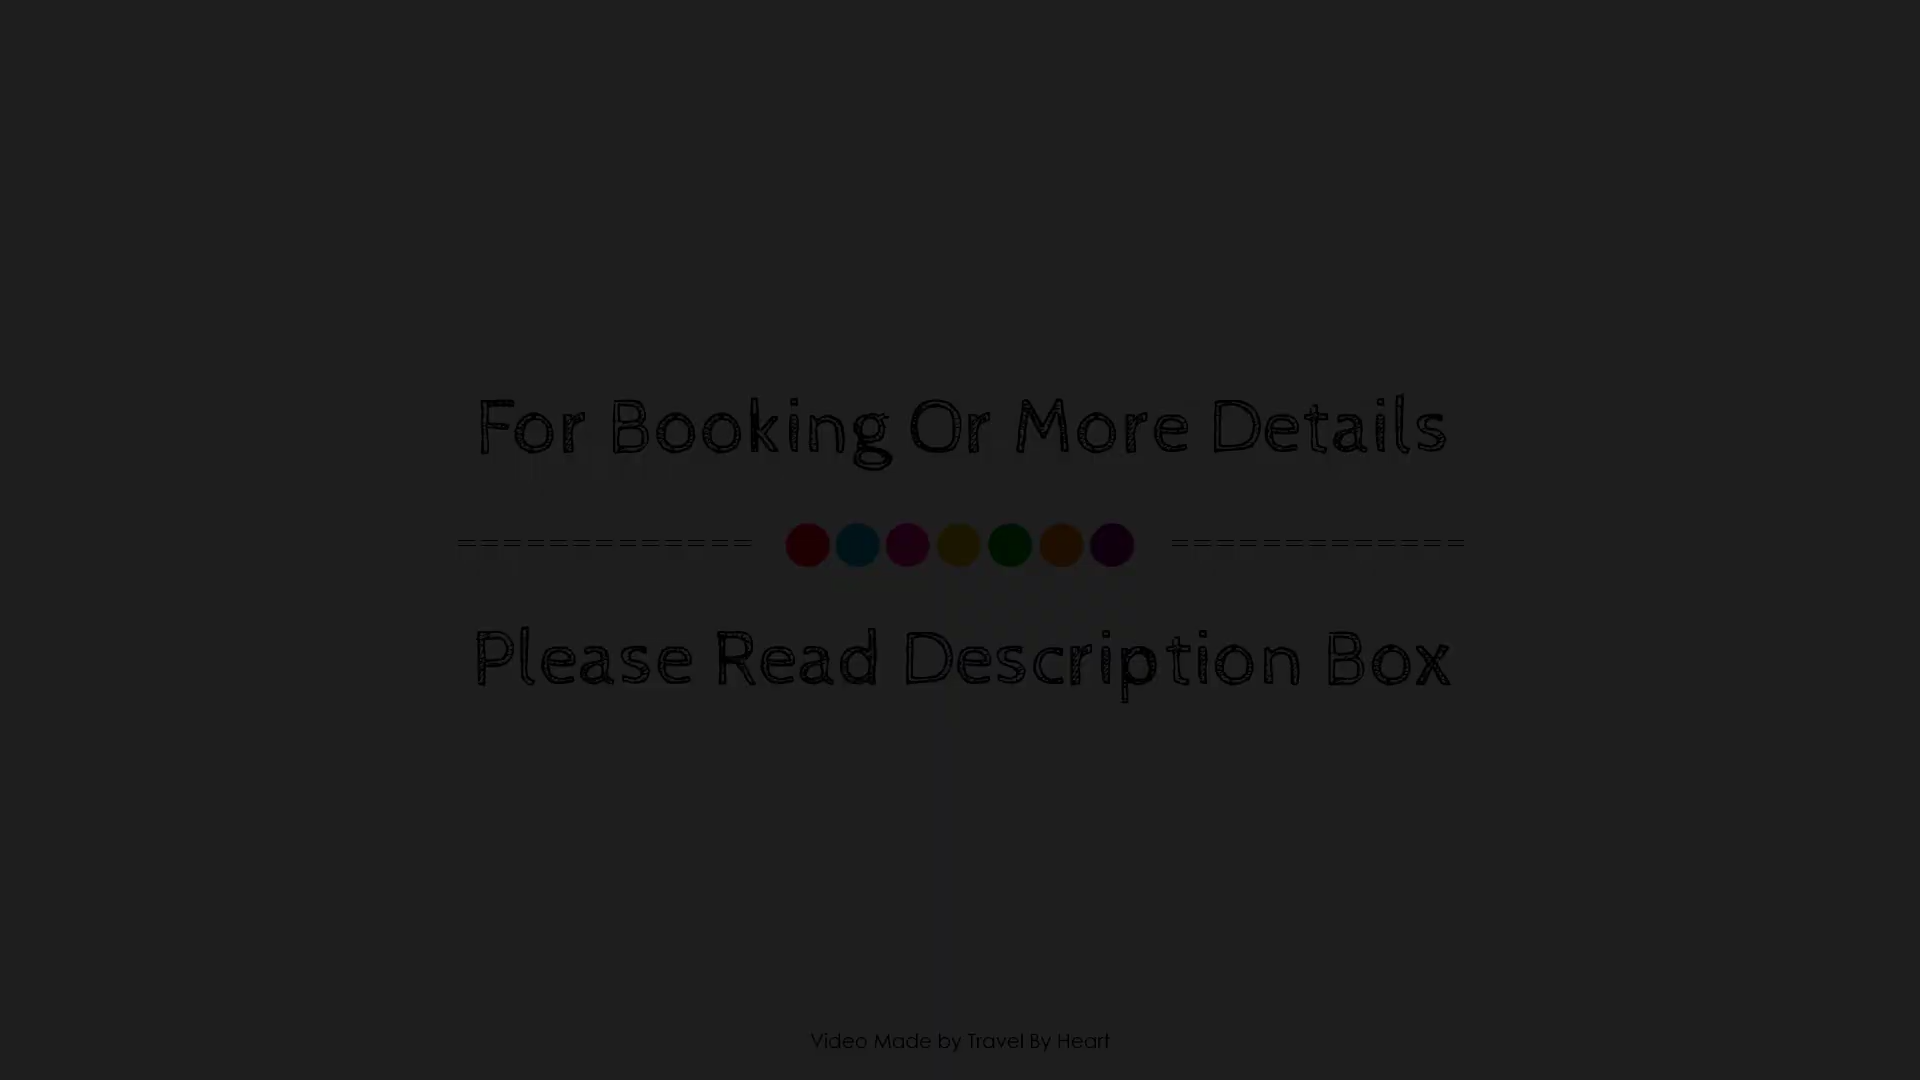 For Booking Or More Details
============= =============
Please Read Description Box
Video Made by Travel By Heart